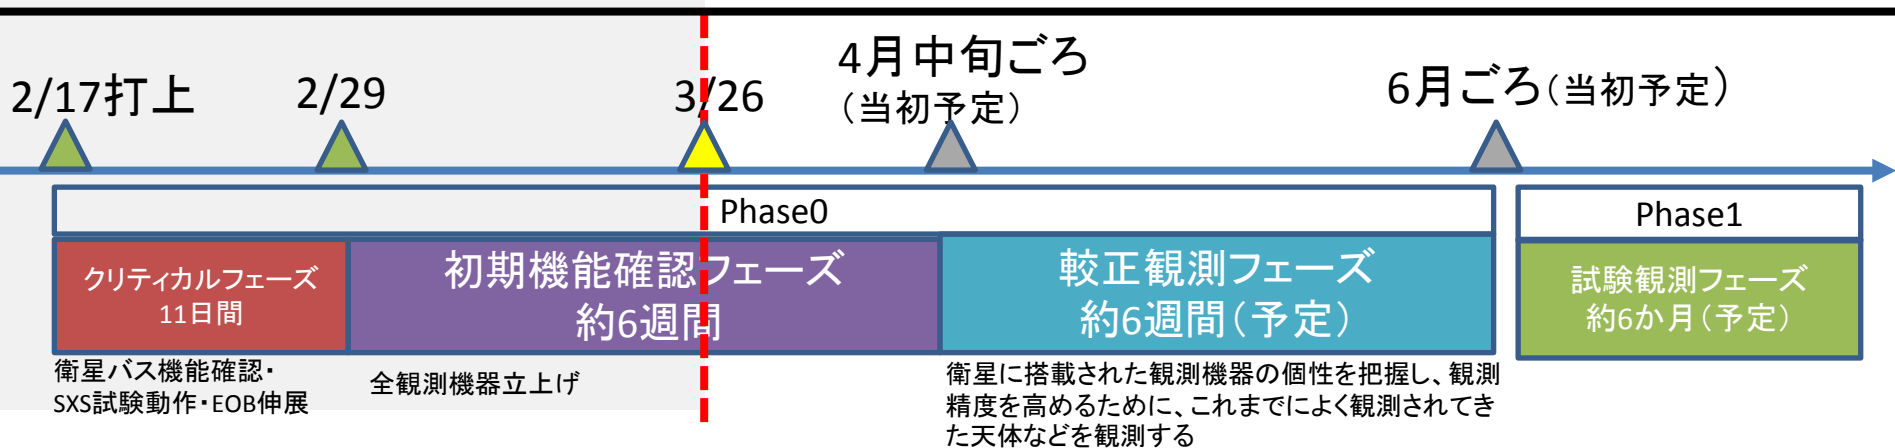 2/17打上
2/29
3/26
4月中旬ごろ
（当初予定）
6月ごろ（当初予定）
Phase0
Phase1
クリティカルフェーズ
11日間
初期機能確認フェーズ
約6週間
較正観測フェーズ
約6週間（予定）
試験観測フェーズ
約6か月（予定）
衛星バス機能確認・
SXS試験動作・EOB伸展
全観測機器立上げ
衛星に搭載された観測機器の個性を把握し、観測
精度を高めるために、これまでによく観測されてき
た天体などを観測する